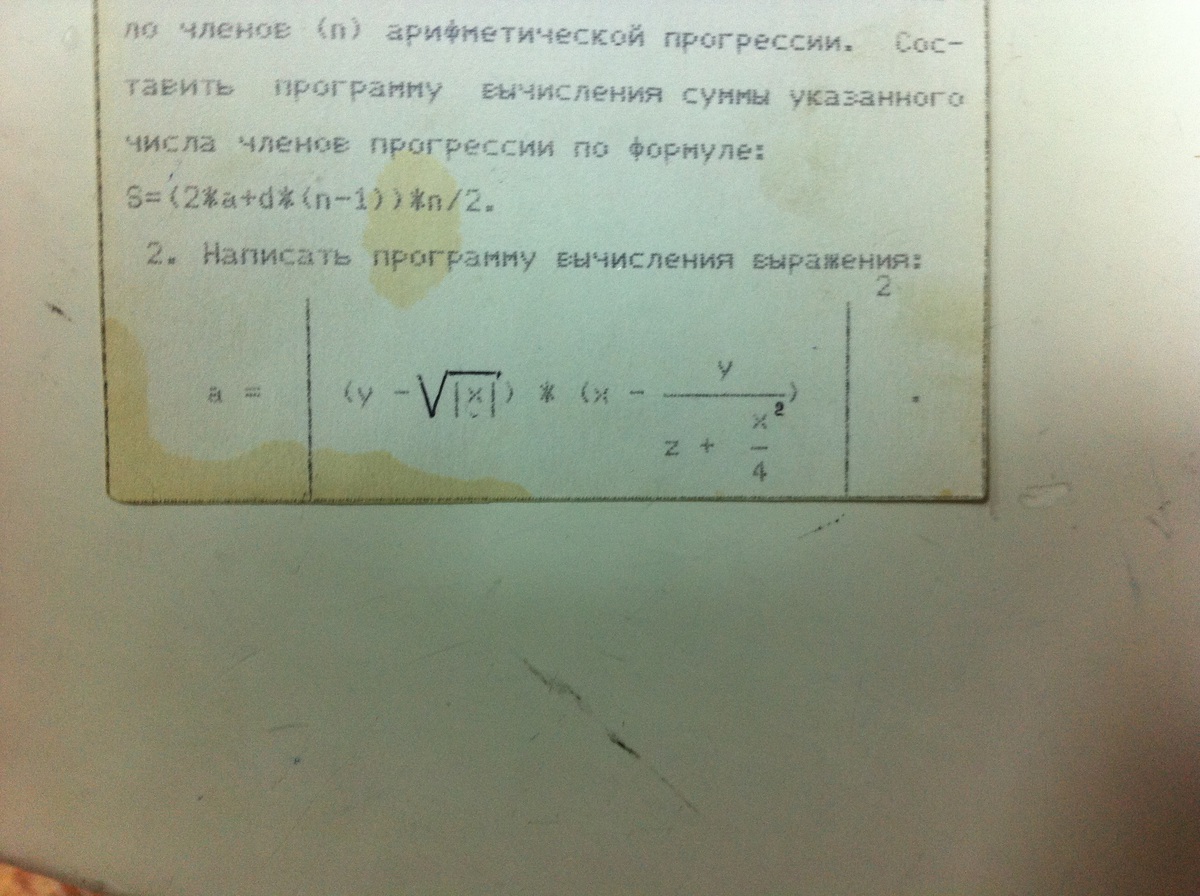 ло членов (n) арифметической прогрессии. Сос-
тавить программу вычисления суммы указанного
числа членов прогрессии по формуле:
S=(2*a+d*(n-1))*n/2.
2. Написать программу вычисления выражения:
a = | (y - √|x|) * (x - y / (z + x² / 4)) |² .